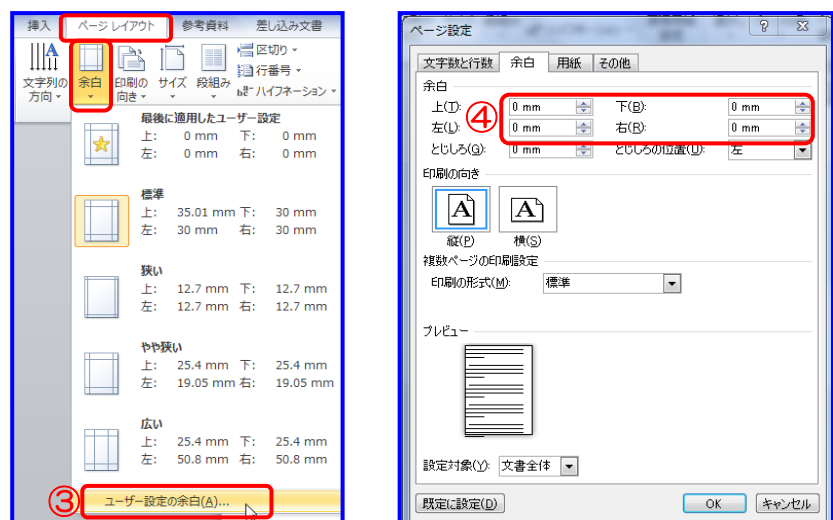 挿入 ページ レイアウト 参考資料 差し込み文書
文字列の方向 余白 印刷の向き サイズ 段組み
区切り
行番号
ハイフネーション
最後に適用したユーザー設定
上: 0 mm 下: 0 mm
左: 0 mm 右: 0 mm
標準
上: 35.01 mm 下: 30 mm
左: 30 mm 右: 30 mm
狭い
上: 12.7 mm 下: 12.7 mm
左: 12.7 mm 右: 12.7 mm
やや狭い
上: 25.4 mm 下: 25.4 mm
左: 19.05 mm 右: 19.05 mm
広い
上: 25.4 mm 下: 25.4 mm
左: 50.8 mm 右: 50.8 mm
③ ユーザー設定の余白(A)...
ページ設定
文字数と行数 余白 用紙 その他
余白
④
上(T): 0 mm 下(B): 0 mm
左(L): 0 mm 右(R): 0 mm
とじしろ(G): 0 mm とじしろの位置(U): 左
印刷の向き
A A
縦(P) 横(S)
複数ページの印刷設定
印刷の形式(M): 標準
プレビュー
設定対象(Y): 文書全体
既定に設定(D) OK キャンセル